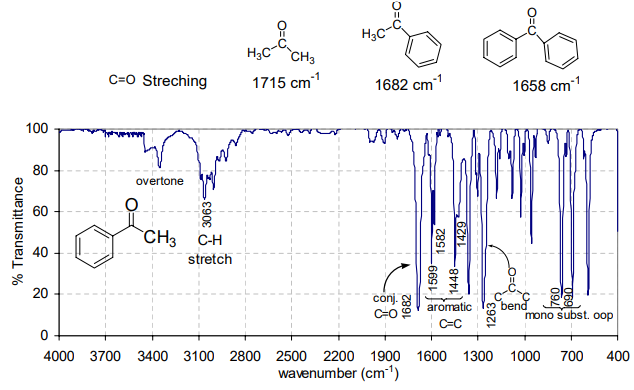 O
H₃C
CH₃
O
H₃C
O
C=O Streching
1715 cm⁻¹
1682 cm⁻¹
1658 cm⁻¹
% Transmittance
100
80
60
40
20
0
overtone
3063
C-H
stretch
O
CH₃
conj.
C=O
1682
1599
1582
1448
1429
aromatic
C=C
1263
O
C
C
C
bend
760
690
mono subst. oop
4000
3700
3400
3100
2800
2500
2200
1900
1600
1300
1000
700
400
wavenumber (cm⁻¹)